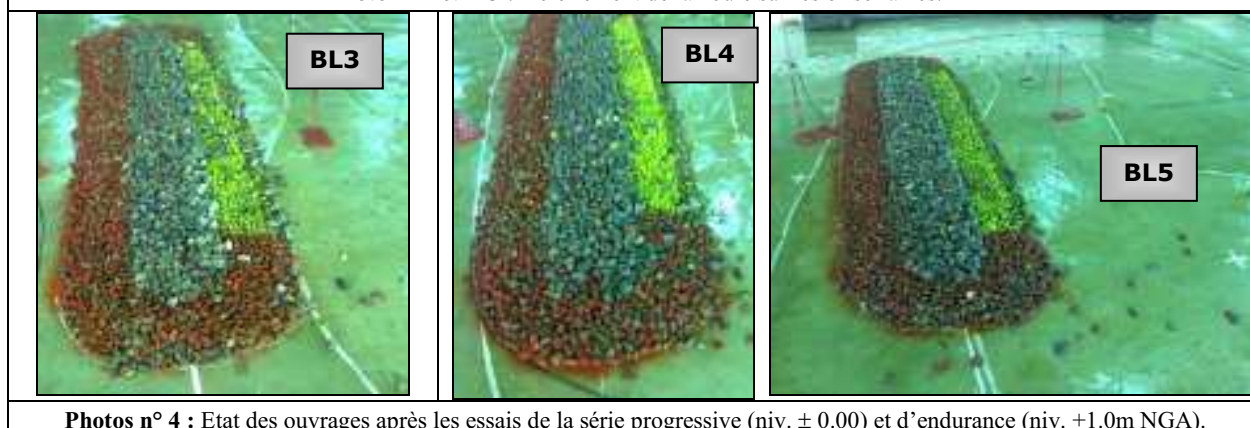 BL3
BL4
BL5
Photos n° 4 : Etat des ouvrages après les essais de la série progressive (niv. ± 0.00) et d'endurance (niv. +1.0m NGA).